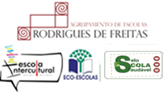 AGRUPAMENTO DE ESCOLAS
RODRIGUES DE FREITAS
escola
intercultural
ECO-ESCOLAS
Selo
ESCOLA
Saudável